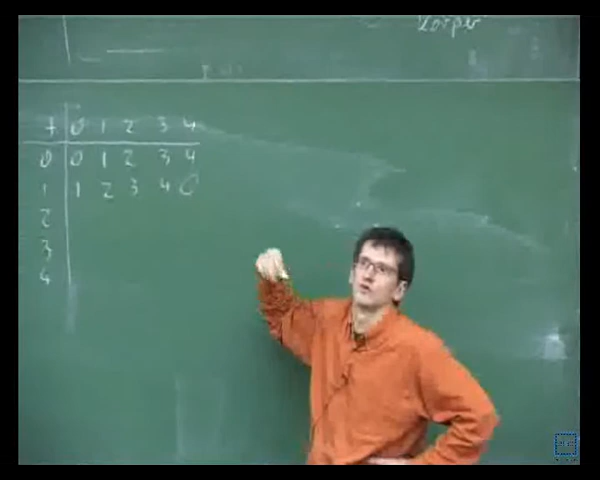 Körper
+ 0 1 2 3 4
0 0 1 2 3 4
1 1 2 3 4 0
2
3
4